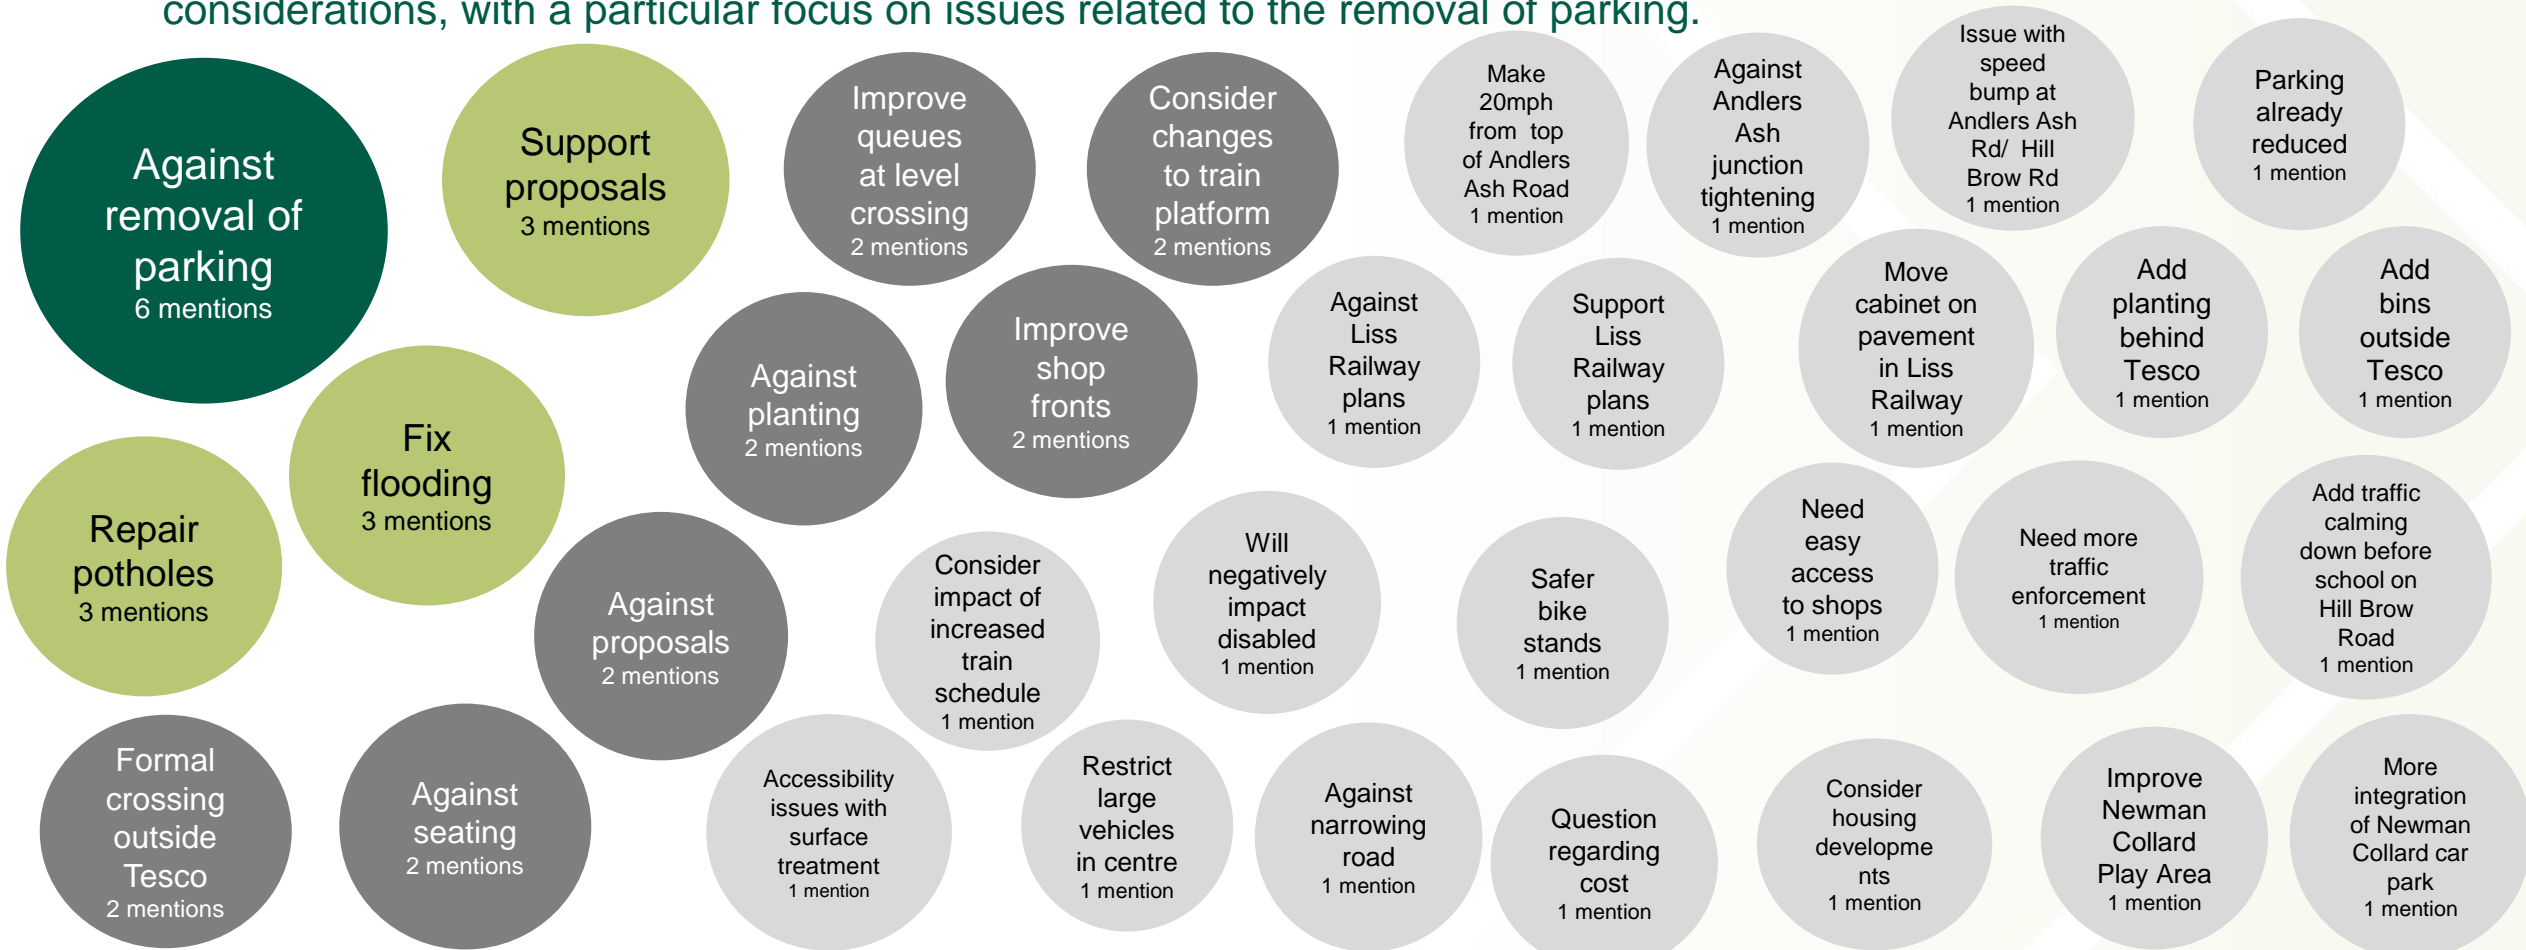 considerations, with a particular focus on issues related to the removal of parking.
Against
removal of
parking
6 mentions
Support
proposals
3 mentions
Improve
queues
at level
crossing
2 mentions
Consider
changes
to train
platform
2 mentions
Make
20mph
from top
of Andlers
Ash Road
1 mention
Against
Andlers
Ash
junction
tightening
1 mention
Issue with
speed
bump at
Andlers Ash
Rd/ Hill
Brow Rd
1 mention
Parking
already
reduced
1 mention
Repair
potholes
3 mentions
Fix
flooding
3 mentions
Against
planting
2 mentions
Improve
shop
fronts
2 mentions
Against
Liss
Railway
plans
1 mention
Support
Liss
Railway
plans
1 mention
Move
cabinet on
pavement
in Liss
Railway
1 mention
Add
planting
behind
Tesco
1 mention
Add
bins
outside
Tesco
1 mention
Against
proposals
2 mentions
Consider
impact of
increased
train
schedule
1 mention
Will
negatively
impact
disabled
1 mention
Safer
bike
stands
1 mention
Need
easy
access
to shops
1 mention
Need more
traffic
enforcement
1 mention
Add traffic
calming
down before
school on
Hill Brow
Road
1 mention
Formal
crossing
outside
Tesco
2 mentions
Against
seating
2 mentions
Accessibility
issues with
surface
treatment
1 mention
Restrict
large
vehicles
in centre
1 mention
Against
narrowing
road
1 mention
Question
regarding
cost
1 mention
Consider
housing
developme
nts
1 mention
Improve
Newman
Collard
Play Area
1 mention
More
integration
of Newman
Collard car
park
1 mention